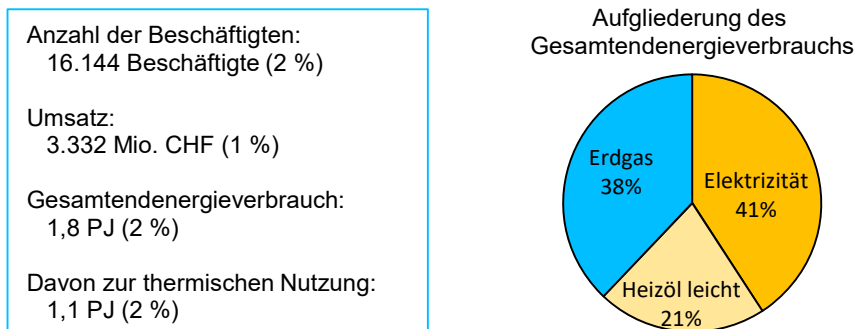 Anzahl der Beschäftigten:
16.144 Beschäftigte (2 %)
Umsatz:
3.332 Mio. CHF (1 %)
Gesamtendenergieverbrauch:
1,8 PJ (2 %)
Davon zur thermischen Nutzung:
1,1 PJ (2 %)
Aufgliederung des
Gesamtendenergieverbrauchs
Erdgas
38%
Elektrizität
41%
Heizöl leicht
21%